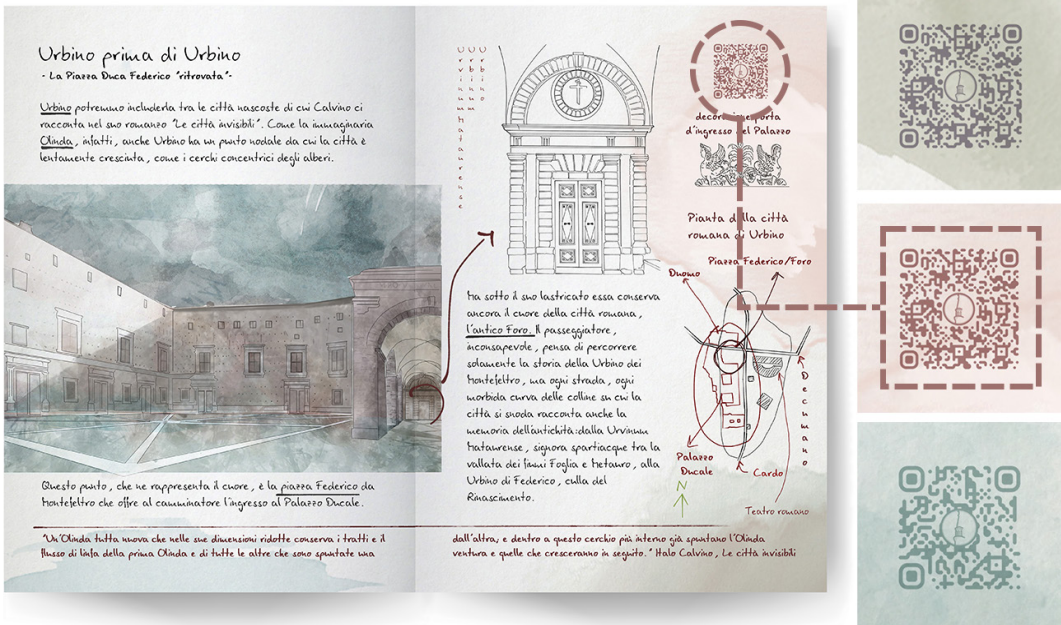 Urbino prima di Urbino
- La Piazza Duca Federico "ritrovata"-
Urbino potremmo includerla tra le città nascoste di cui Calvino ci
racconta nel suo romanzo "Le città invisibili". Come la immaginaria
Olinda, infatti, anche Urbino ha un punto nodale da cui la città è
lentamente cresciuta, come i cerchi concentrici degli alberi.
Questo punto, che ne rappresenta il cuore, è la piazza Federico da
Montefeltro che offre al camminatore l'ingresso al Palazzo Ducale.
"Un'Olinda tutta nuova che nelle sue dimensioni ridotte conserva i tratti e il
flusso di linfa della prima Olinda e di tutte le altre che sono spuntate una
Urvinum Mataurense
Urvinum
Urbino
decorazione porta
d'ingresso del Palazzo
Pianta della città
romana di Urbino
Piazza Federico/Foro
Duomo
Decumano
Palazzo
Ducale
Cardo
N
Teatro romano
ma sotto il suo lastricato essa conserva
ancora il cuore della città romana,
l'antico Foro. Il passeggiatore,
inconsapevole, pensa di percorrere
solamente la storia della Urbino dei
Montefeltro, ma ogni strada, ogni
morbida curva delle colline su cui la
città si snoda racconta anche la
memoria dell'antichità:dalla Urvinum
Mataurense, signora spartiacque tra la
vallata dei fiumi Foglia e Metauro, alla
Urbino di Federico, culla del
Rinascimento.
dall'altra; e dentro a questo cerchio più interno già spuntano l'Olinda
ventura e quelle che cresceranno in seguito." Italo Calvino, Le città invisibili